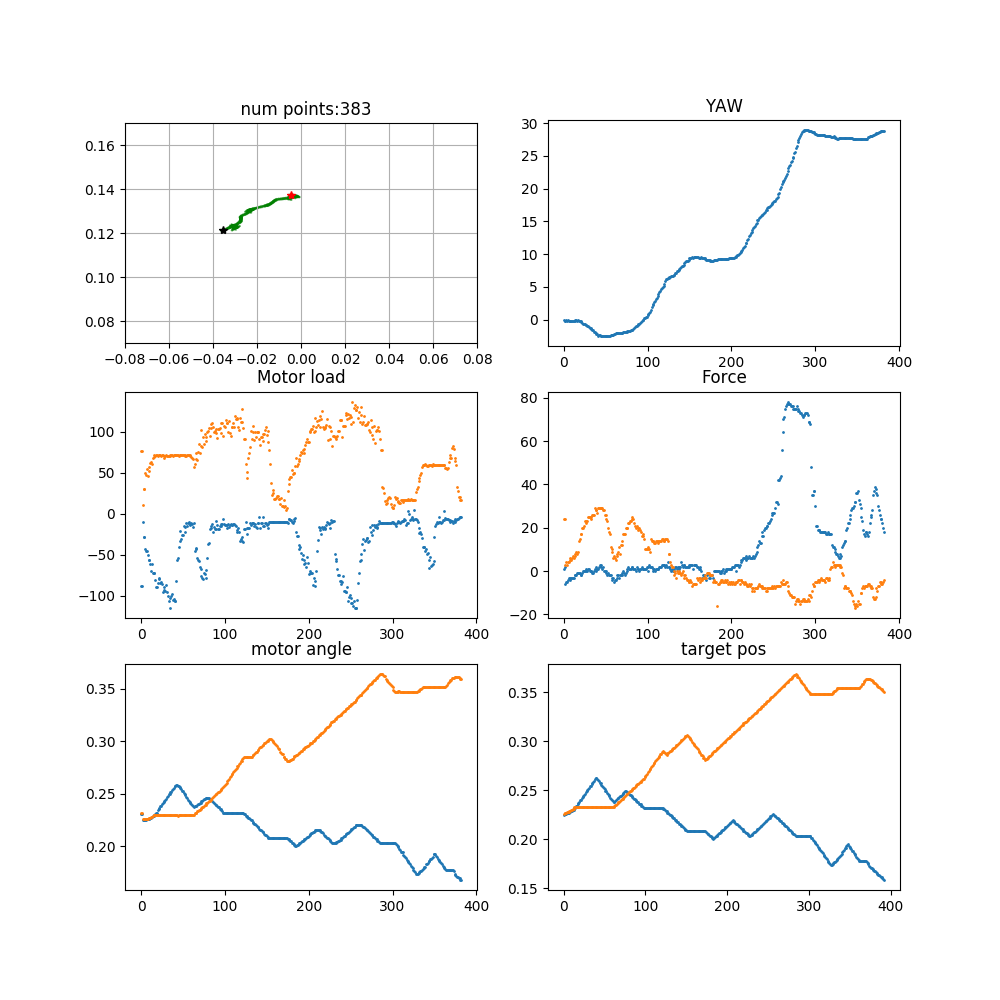 num points:383
0.16
0.14
0.12
0.10
0.08
−0.08 −0.06 −0.04 −0.02 0.00 0.02 0.04 0.06 0.08
YAW
30
25
20
15
10
5
0
0 100 200 300 400
Motor load
100
50
0
−50
−100
0 100 200 300 400
Force
80
60
40
20
0
−20
0 100 200 300 400
motor angle
0.35
0.30
0.25
0.20
0 100 200 300 400
target pos
0.35
0.30
0.25
0.20
0.15
0 100 200 300 400